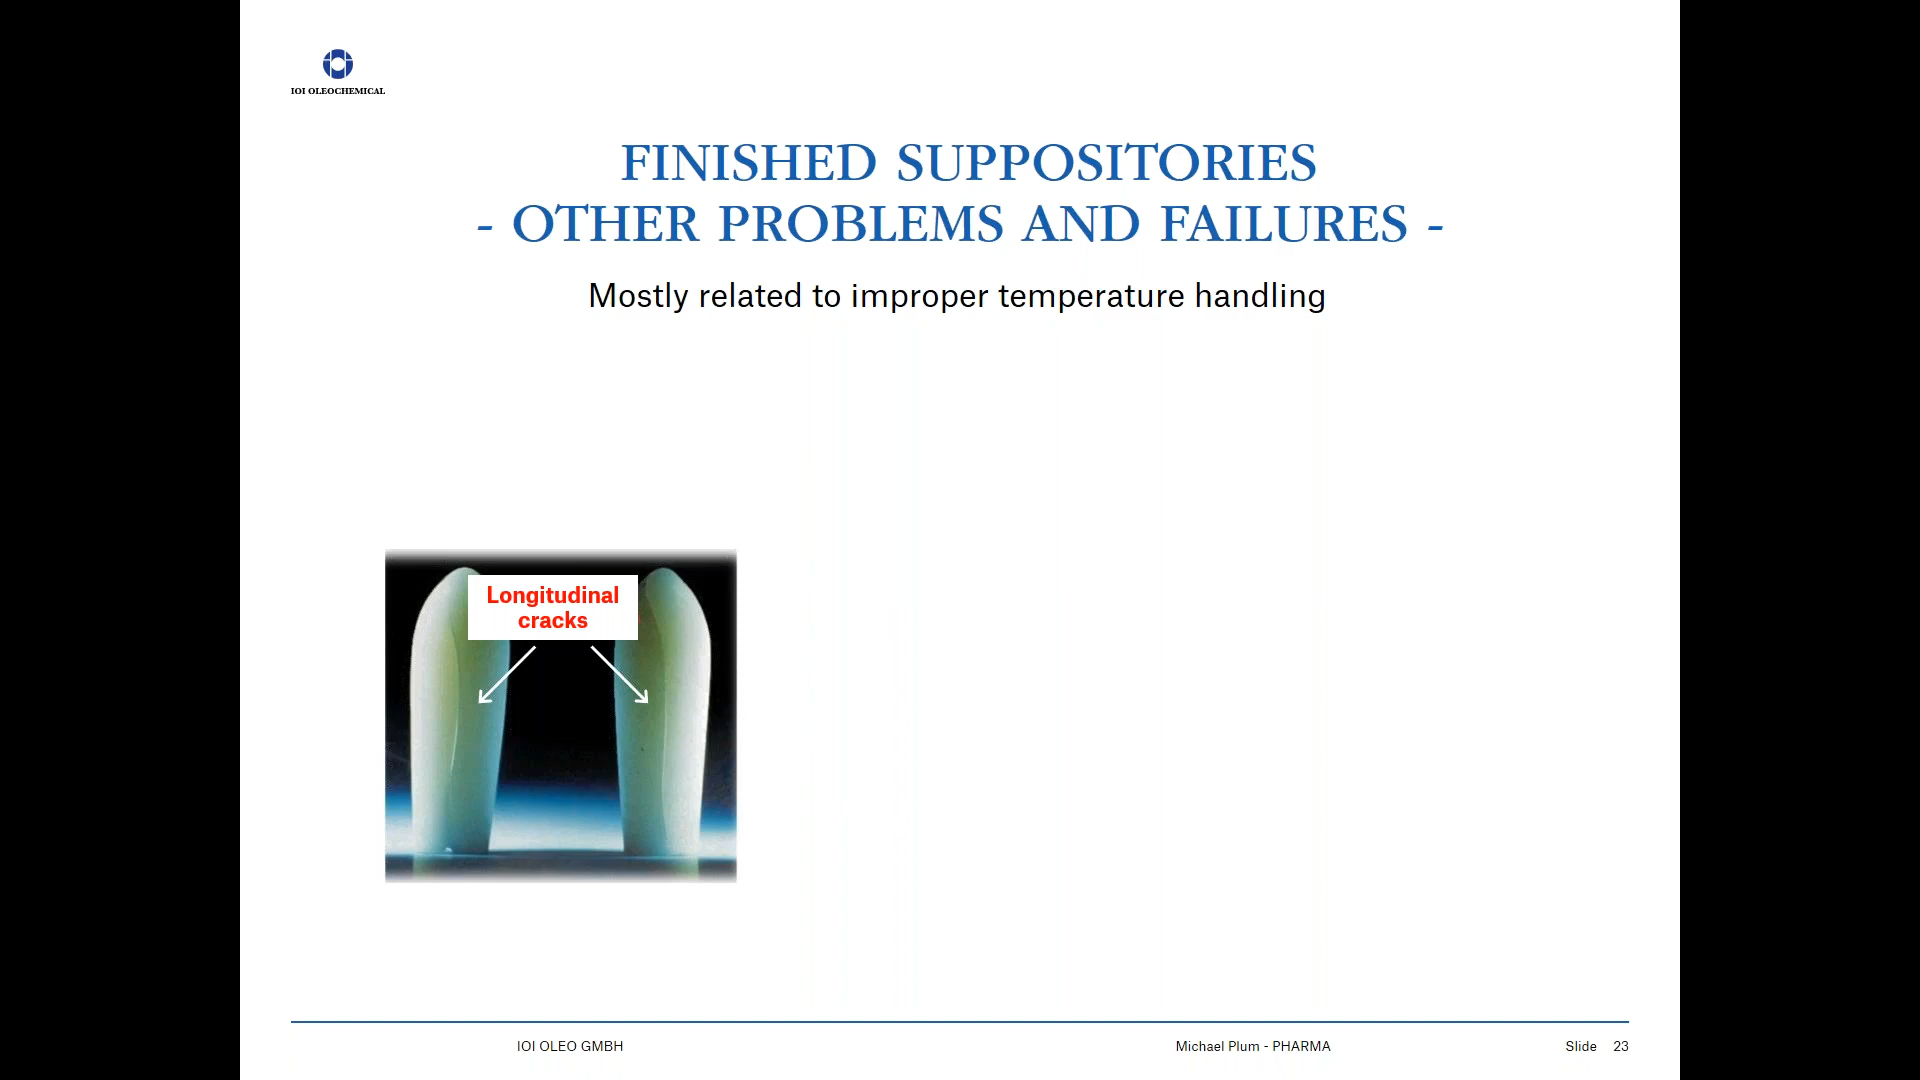 IOI OLEOCHEMICAL
FINISHED SUPPOSITORIES
- OTHER PROBLEMS AND FAILURES -
Mostly related to improper temperature handling
Longitudinal
cracks
IOI OLEO GMBH
Michael Plum - PHARMA
Slide 23